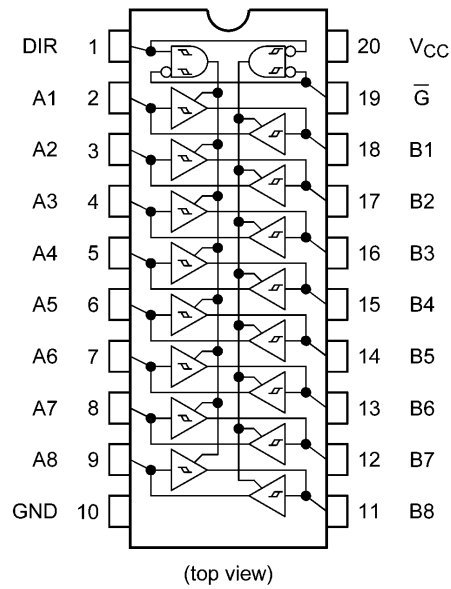 DIR 1 20 VCC
A1 2 19 G̅
A2 3 18 B1
A3 4 17 B2
A4 5 16 B3
A5 6 15 B4
A6 7 14 B5
A7 8 13 B6
A8 9 12 B7
GND 10 11 B8
(top view)